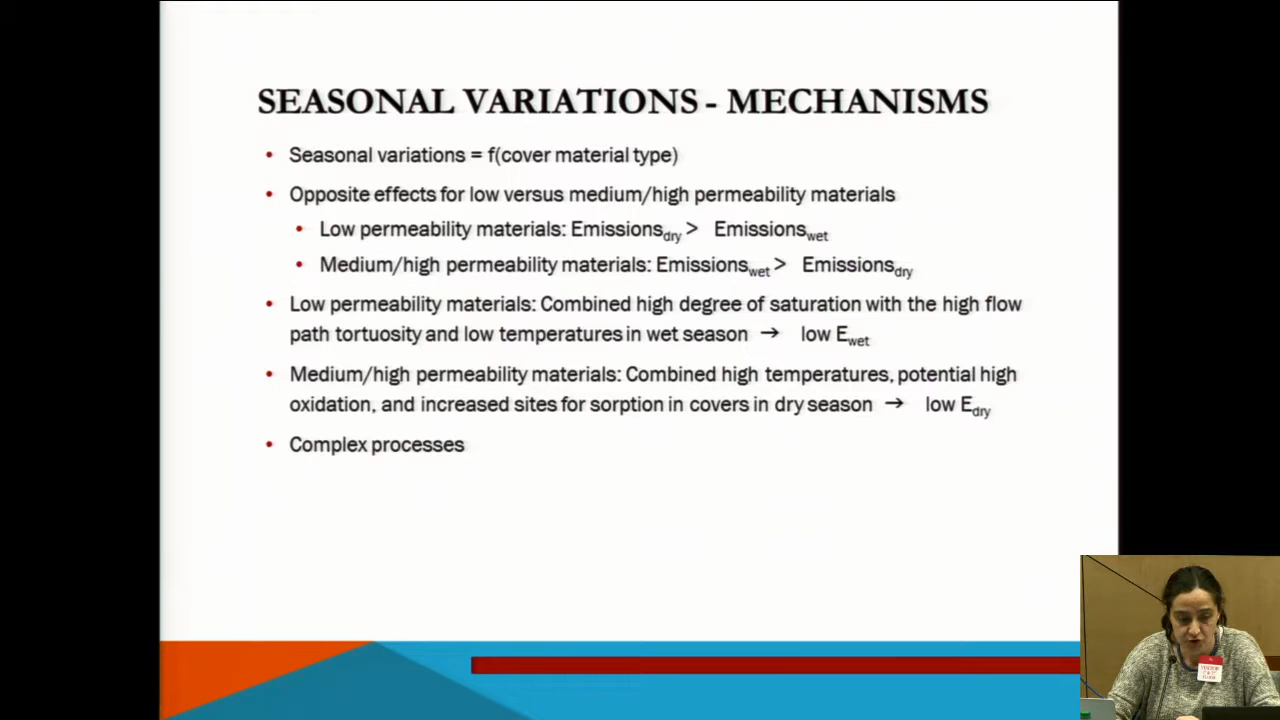 SEASONAL VARIATIONS - MECHANISMS
• Seasonal variations = f(cover material type)
• Opposite effects for low versus medium/high permeability materials
• Low permeability materials: Emissionsdry > Emissionswet
• Medium/high permeability materials: Emissionswet > Emissionsdry
• Low permeability materials: Combined high degree of saturation with the high flow
path tortuosity and low temperatures in wet season → low Ewet
• Medium/high permeability materials: Combined high temperatures, potential high
oxidation, and increased sites for sorption in covers in dry season → low Edry
• Complex processes